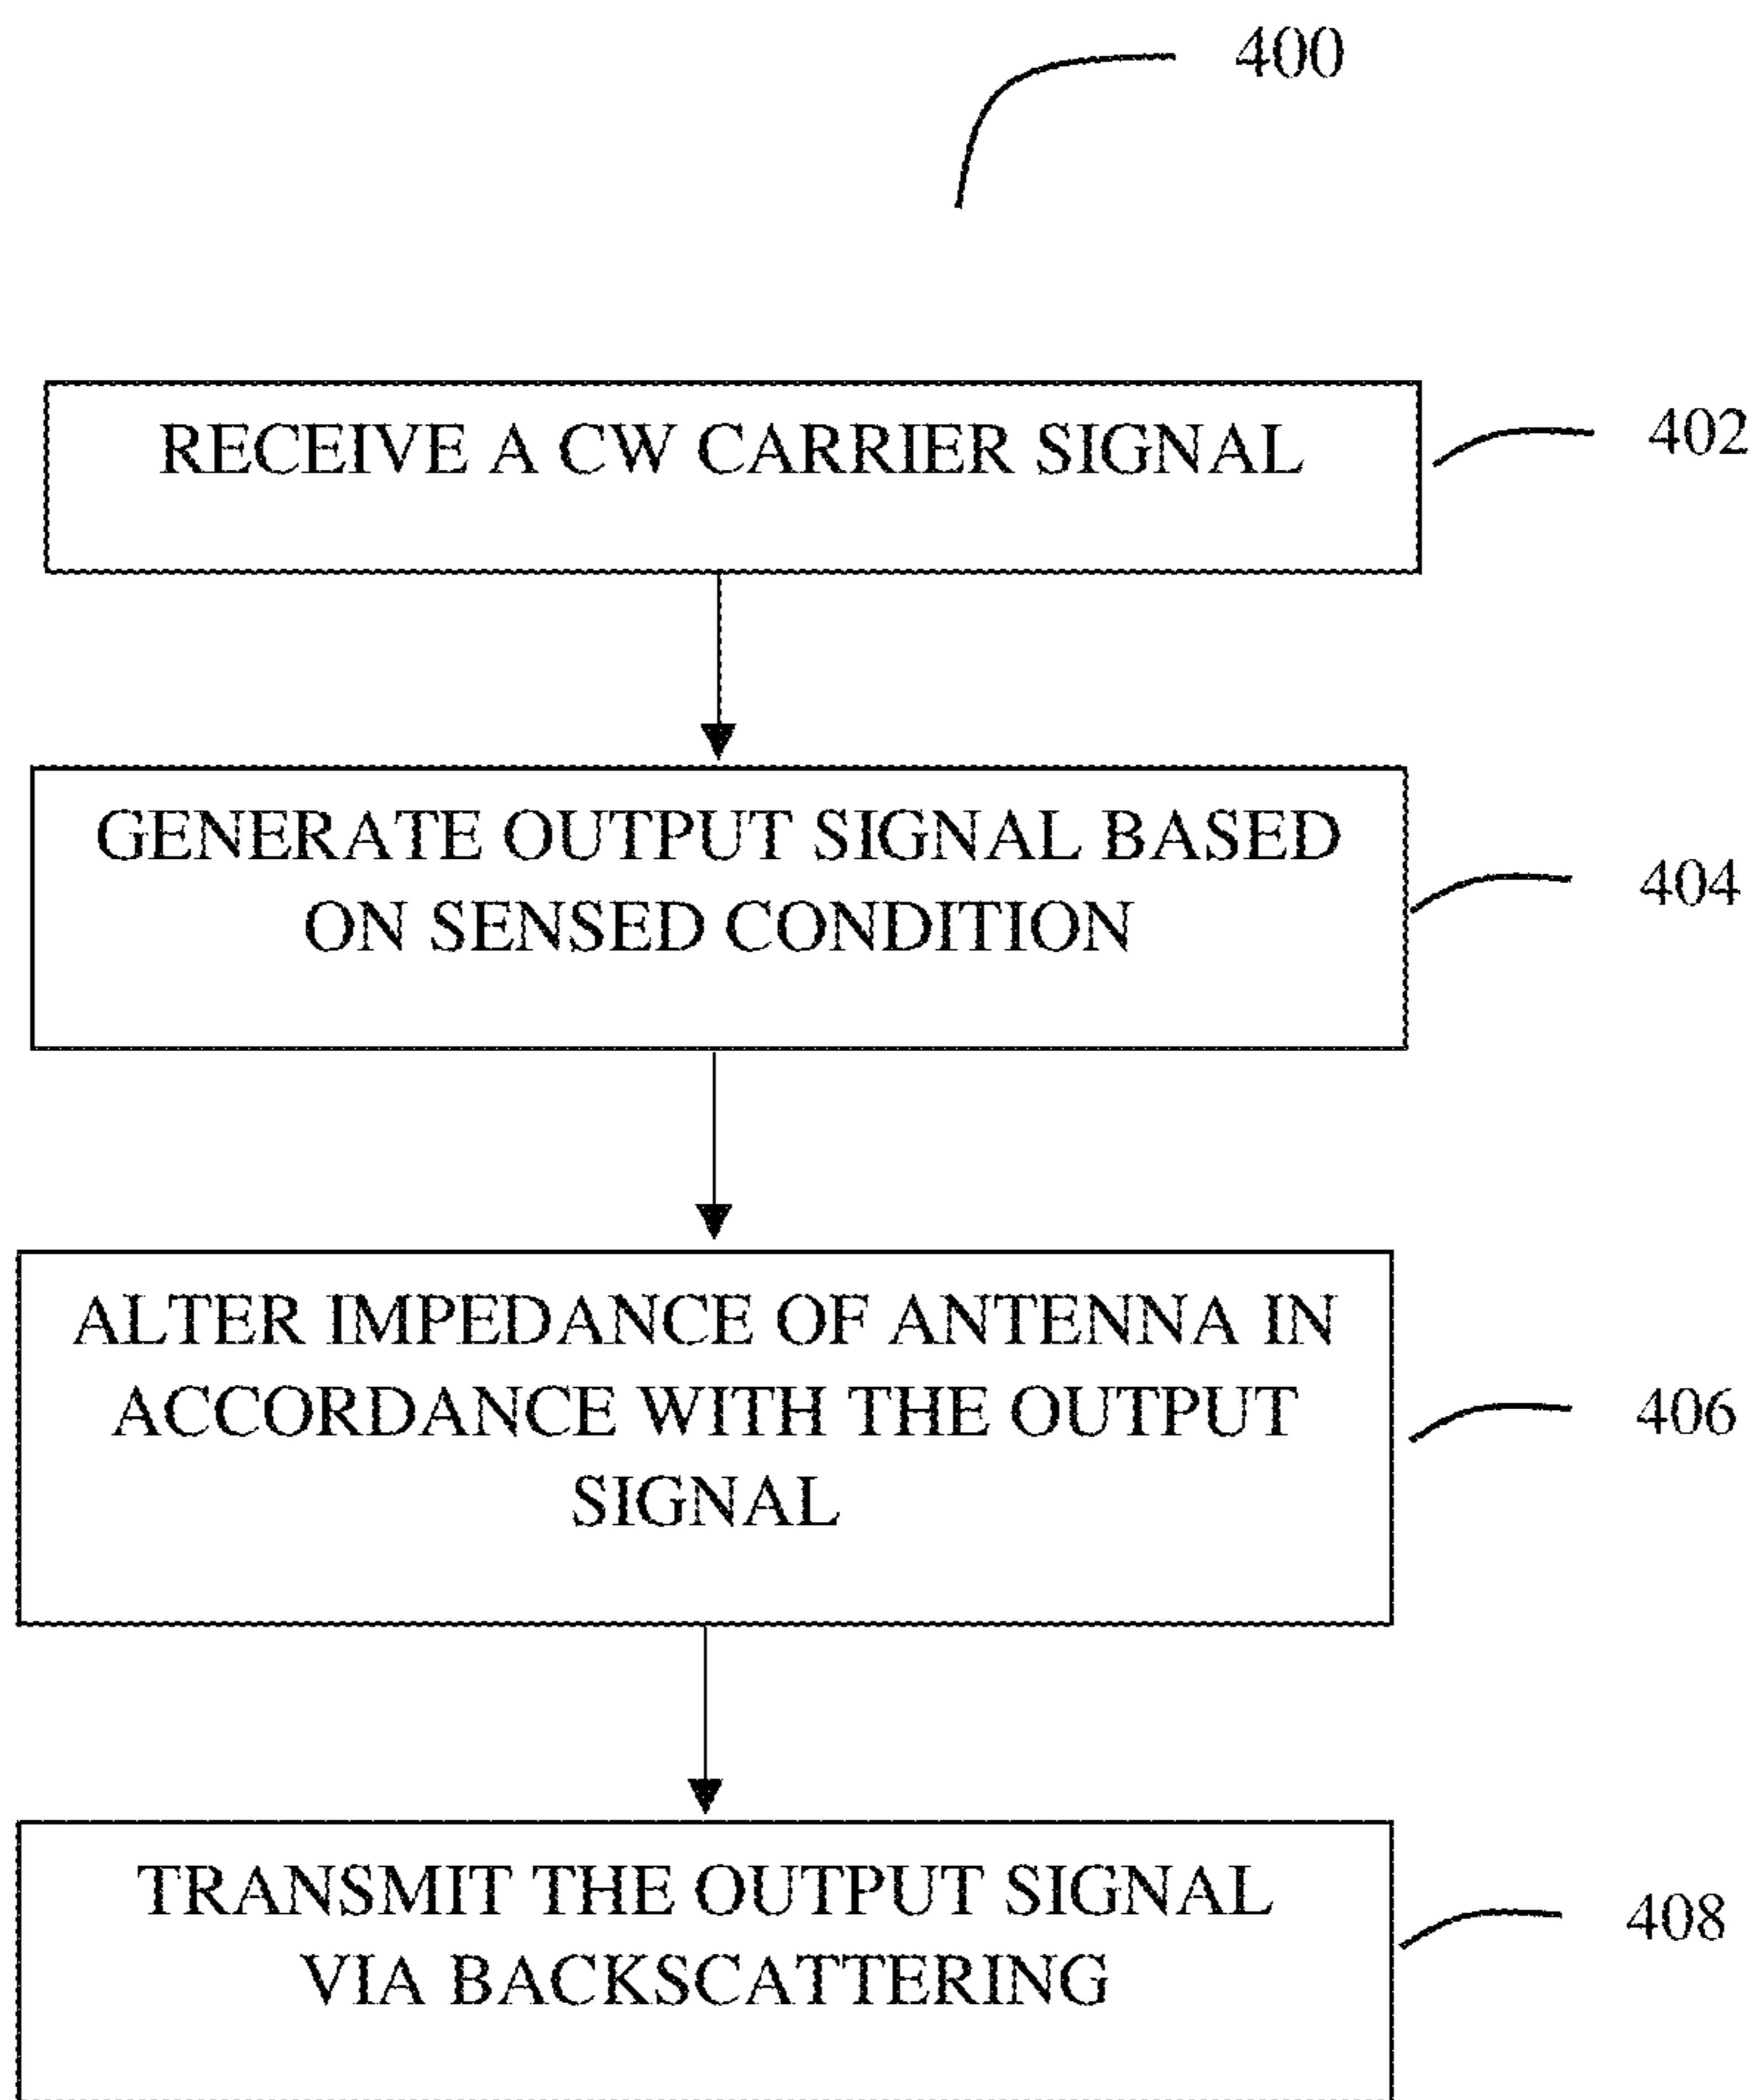 400
RECEIVE A CW CARRIER SIGNAL
402
GENERATE OUTPUT SIGNAL BASED
ON SENSED CONDITION
404
ALTER IMPEDANCE OF ANTENNA IN
ACCORDANCE WITH THE OUTPUT
SIGNAL
406
TRANSMIT THE OUTPUT SIGNAL
VIA BACKSCATTERING
408